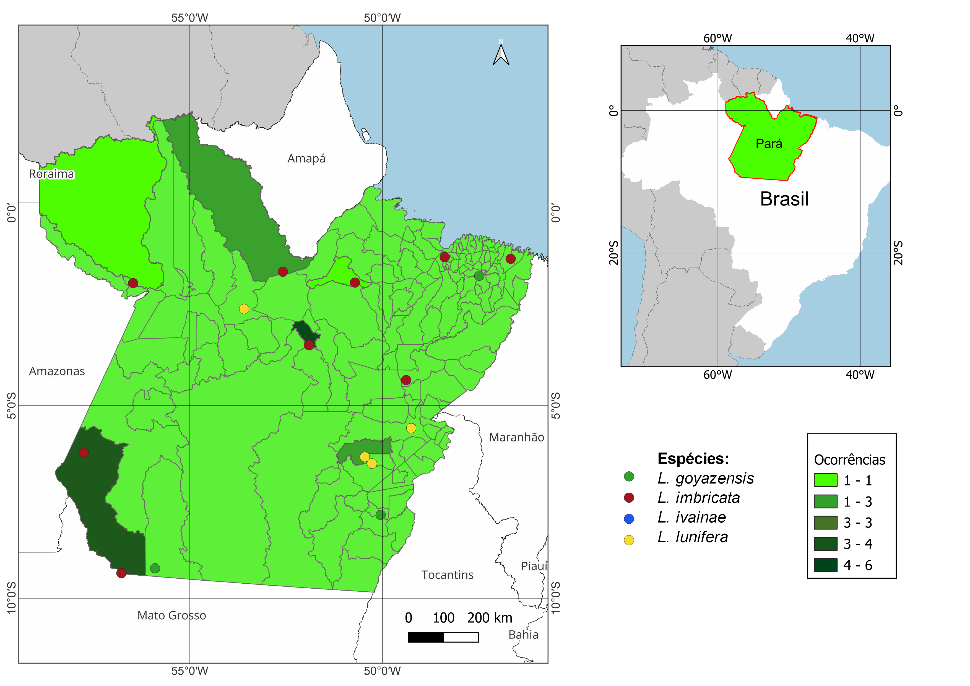 55°0'W 50°0'W
N
Amapá
Roraima
0°0' 0°0'
Amazonas
5°0'S 5°0'S
Maranhão
Tocantins
Piauí
10°0'S 10°0'S
Mato Grosso
0 100 200 km
Bahia
55°0'W 50°0'W
60°W 40°W
0° 0°
Pará
Brasil
20°S 20°S
60°W 40°W
Espécies:
L. goyazensis
L. imbricata
L. ivainae
L. lunifera
Ocorrências
1 - 1
1 - 3
3 - 3
3 - 4
4 - 6